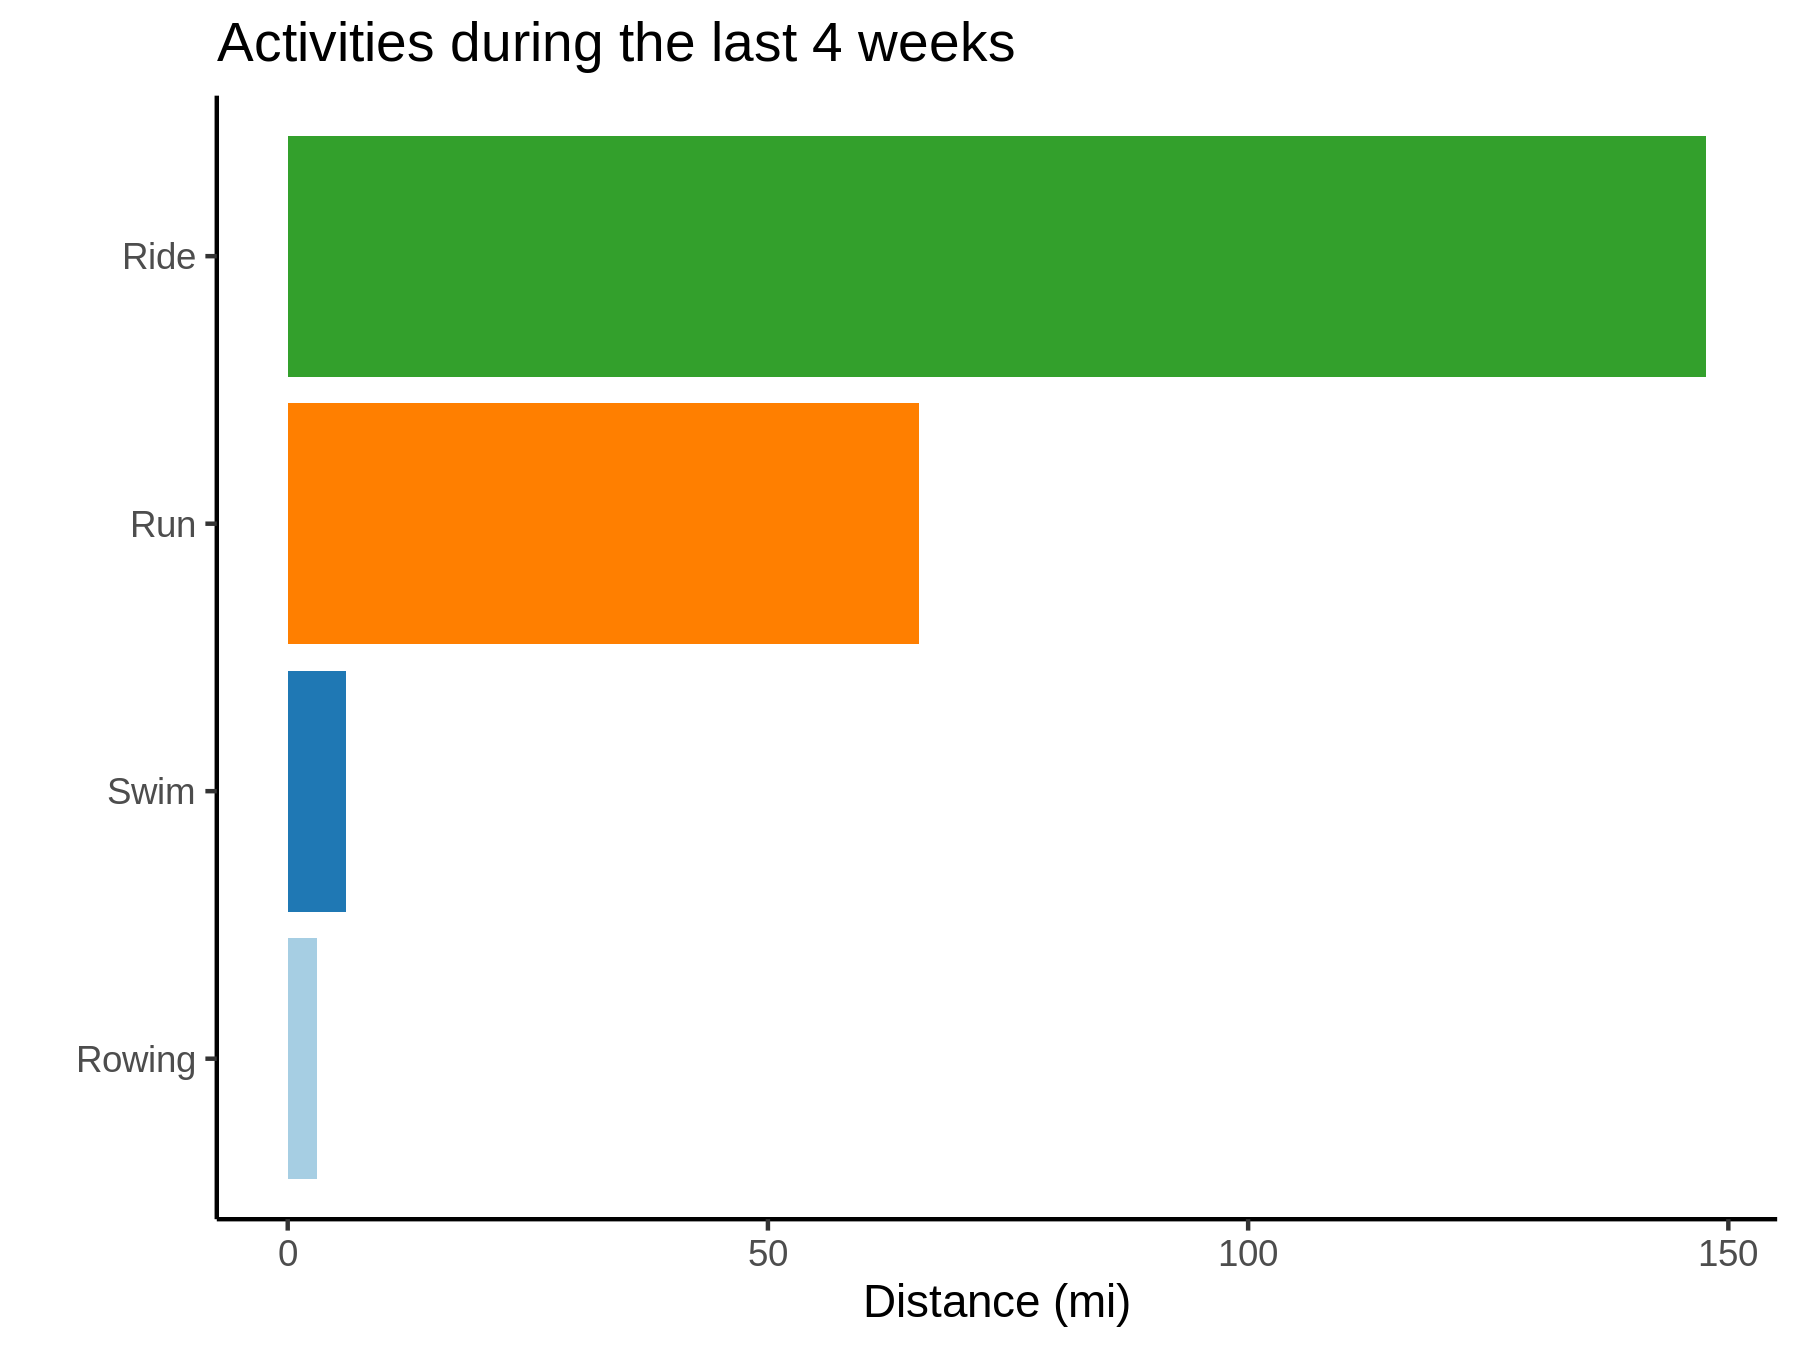 Activities during the last 4 weeks
Ride
Run
Swim
Rowing
0 50 100 150
Distance (mi)